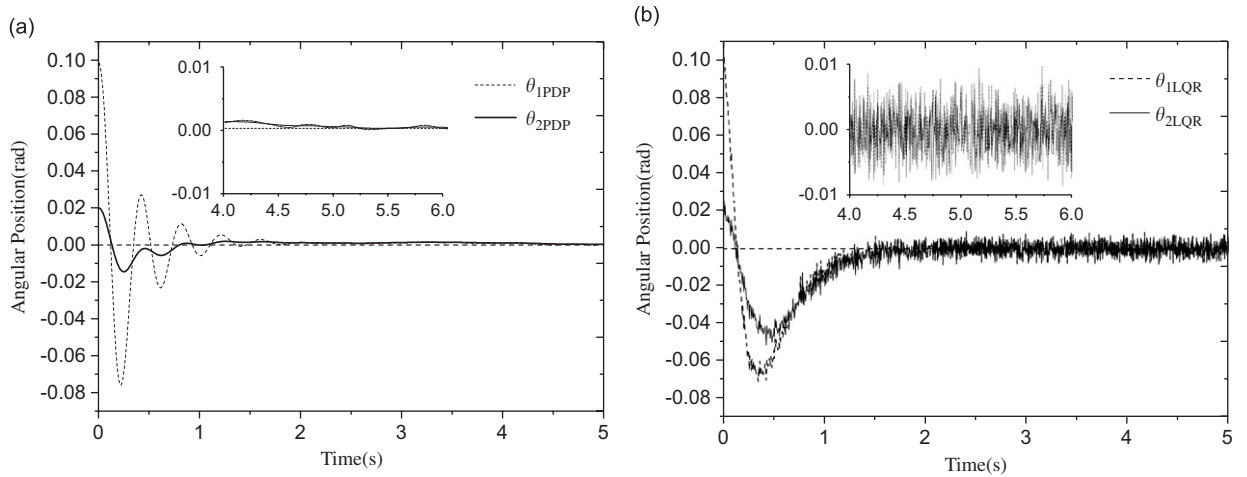 (a)
0.10
0.08
0.06
0.04
0.02
0.00
-0.02
-0.04
-0.06
-0.08
Angular Position(rad)
0.01
0.00
-0.01
4.0 4.5 5.0 5.5 6.0
θ1PDP
θ2PDP
0 1 2 3 4 5
Time(s)
(b)
0.10
0.08
0.06
0.04
0.02
0.00
-0.02
-0.04
-0.06
-0.08
Angular Position(rad)
0.01
0.00
-0.01
4.0 4.5 5.0 5.5 6.0
θ1LQR
θ2LQR
0 1 2 3 4 5
Time(s)